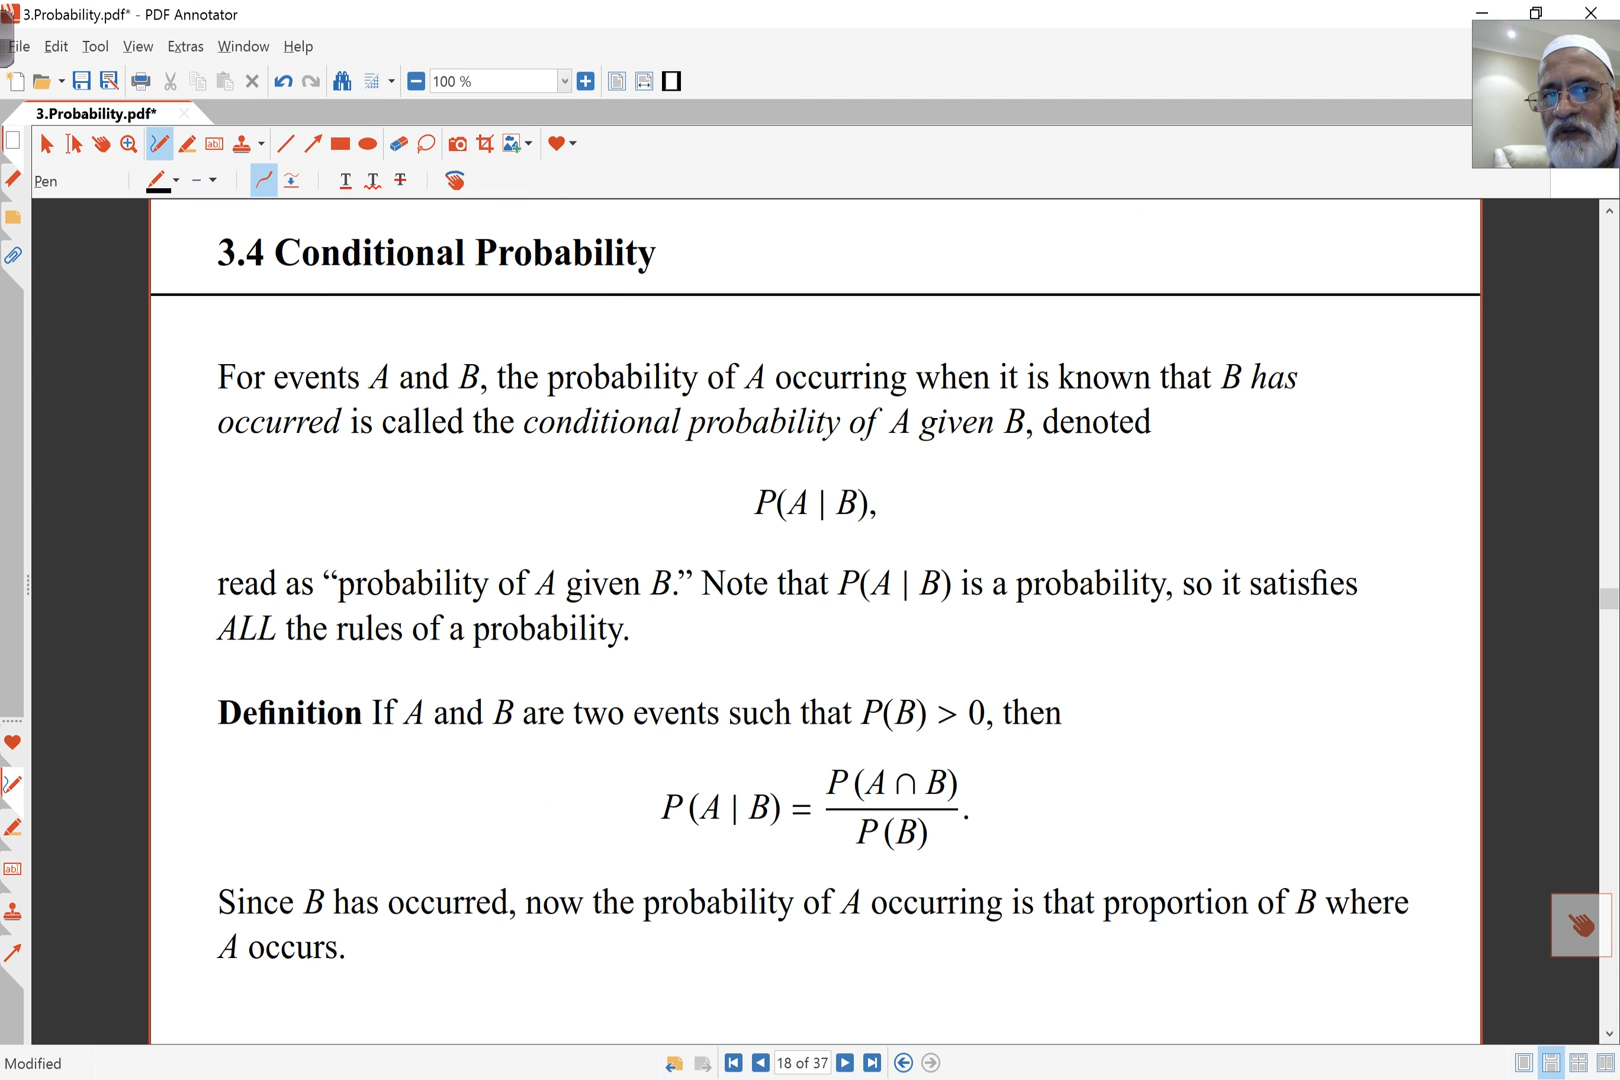 3.Probability.pdf* - PDF Annotator
File Edit Tool View Extras Window Help
100 %
3.Probability.pdf*
Pen
3.4 Conditional Probability
For events A and B, the probability of A occurring when it is known that B has
occurred is called the conditional probability of A given B, denoted
P(A | B),
read as “probability of A given B.” Note that P(A | B) is a probability, so it satisfies
ALL the rules of a probability.
Definition If A and B are two events such that P(B) > 0, then
P(A | B) = P(A ∩ B) / P(B) .
Since B has occurred, now the probability of A occurring is that proportion of B where
A occurs.
Modified
18 of 37